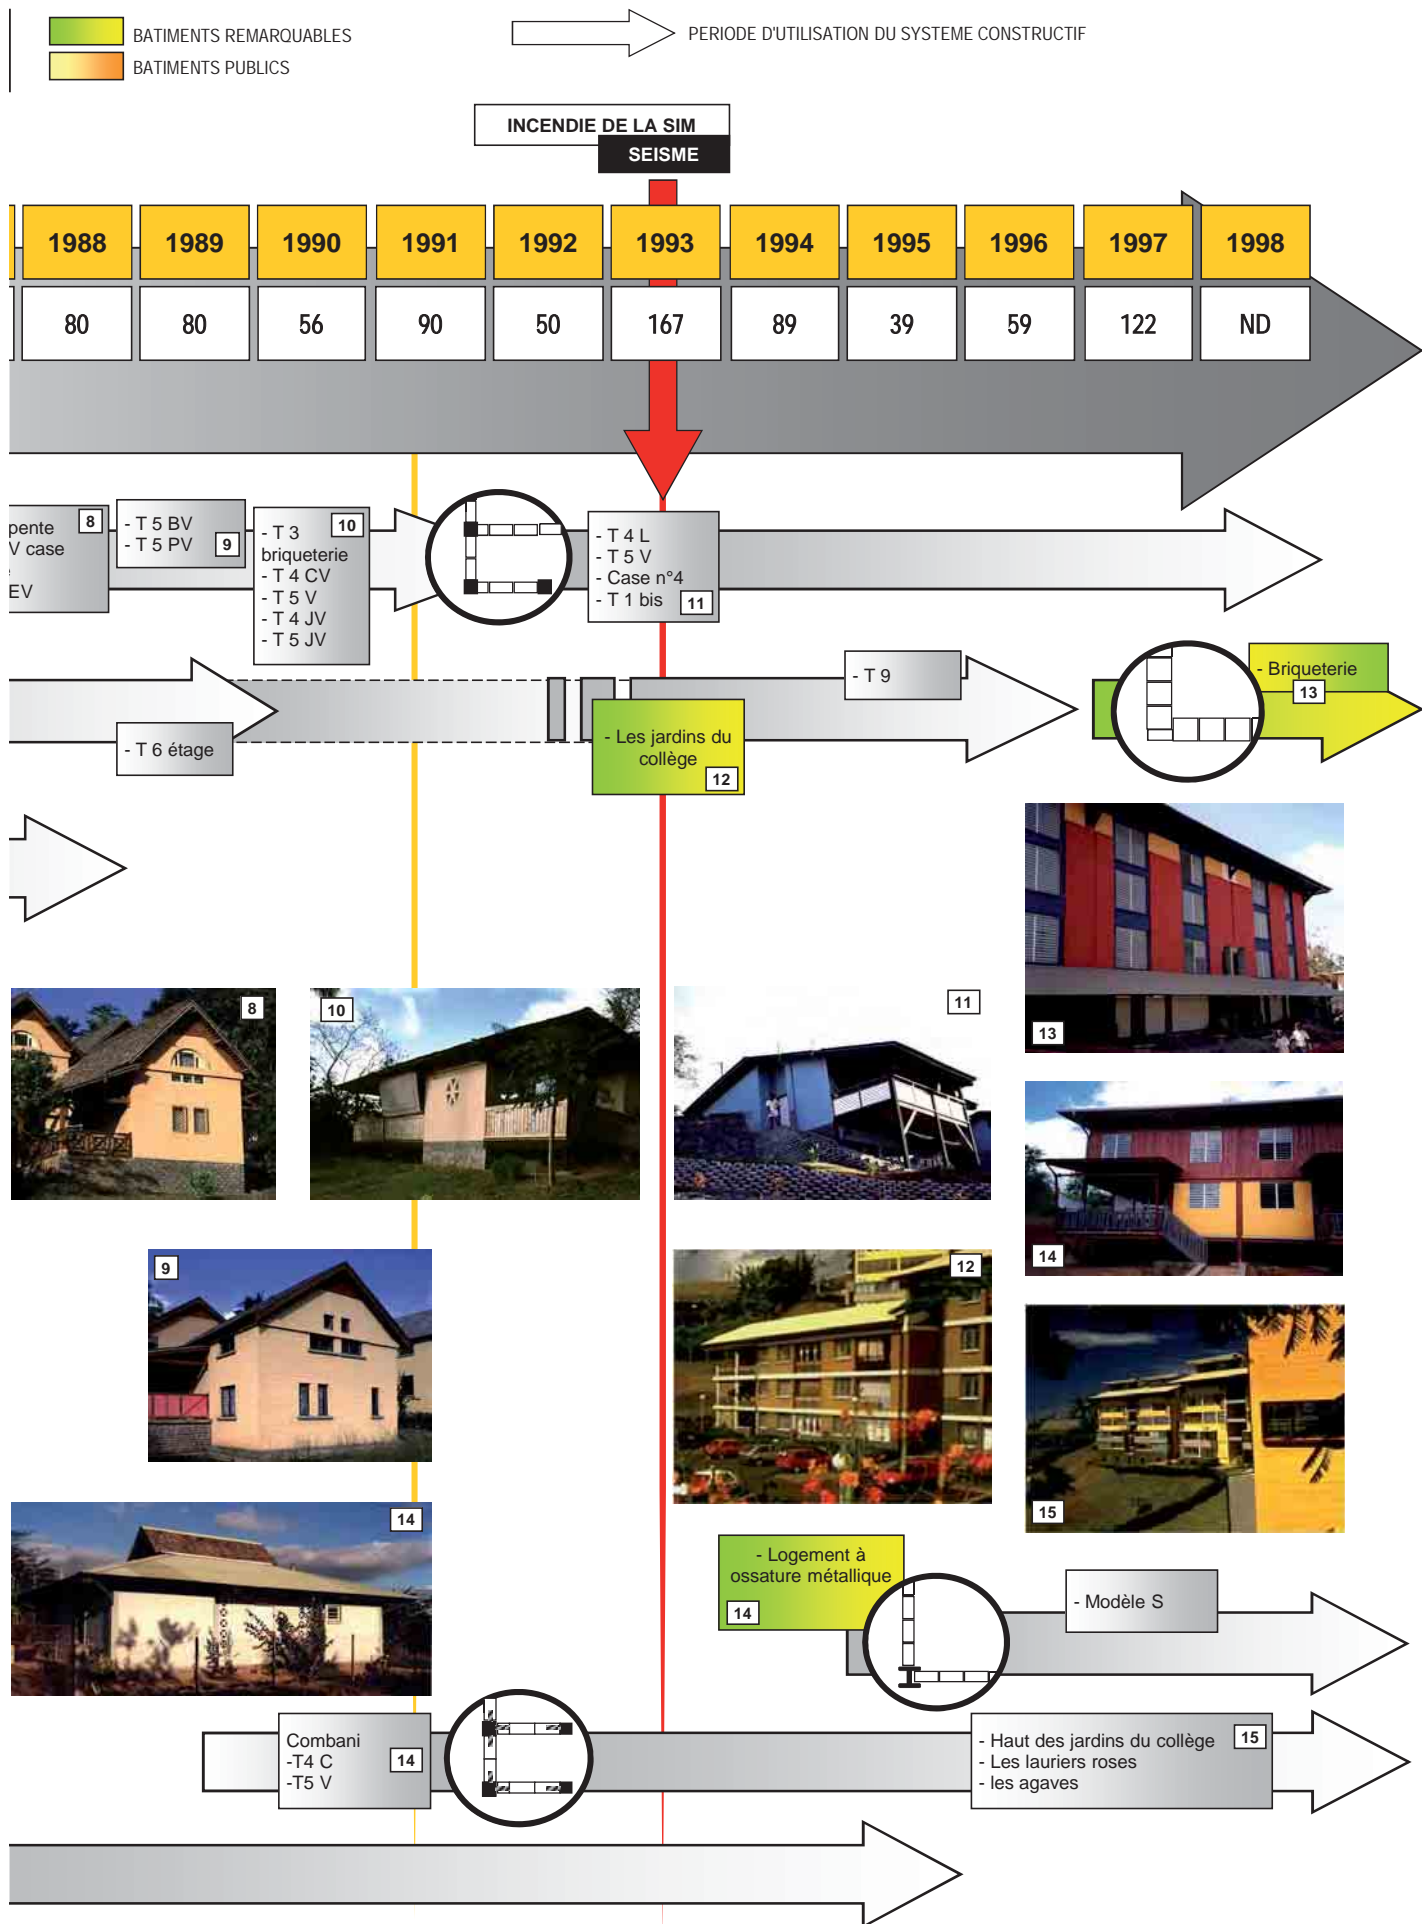 BATIMENTS REMARQUABLES
PERIODE D'UTILISATION DU SYSTEME CONSTRUCTIF
BATIMENTS PUBLICS
INCENDIE DE LA SIM
SEISME
1988 1989 1990 1991 1992 1993 1994 1995 1996 1997 1998
80 80 56 90 50 167 89 39 59 122 ND
pente 8
V case
EV
- T 5 BV
- T 5 PV 9
10
- T 3
briqueterie
- T 4 CV
- T 5 V
- T 4 JV
- T 5 JV
- T 4 L
- T 5 V
- Case n°4
- T 1 bis 11
- T 6 étage
- Les jardins du
collège
12
- T 9
- Briqueterie
13
8
10
11
13
14
9
12
15
14
- Logement à
ossature métallique
14
- Modèle S
Combani
-T4 C
-T5 V
14
- Haut des jardins du collège 15
- Les lauriers roses
- les agaves